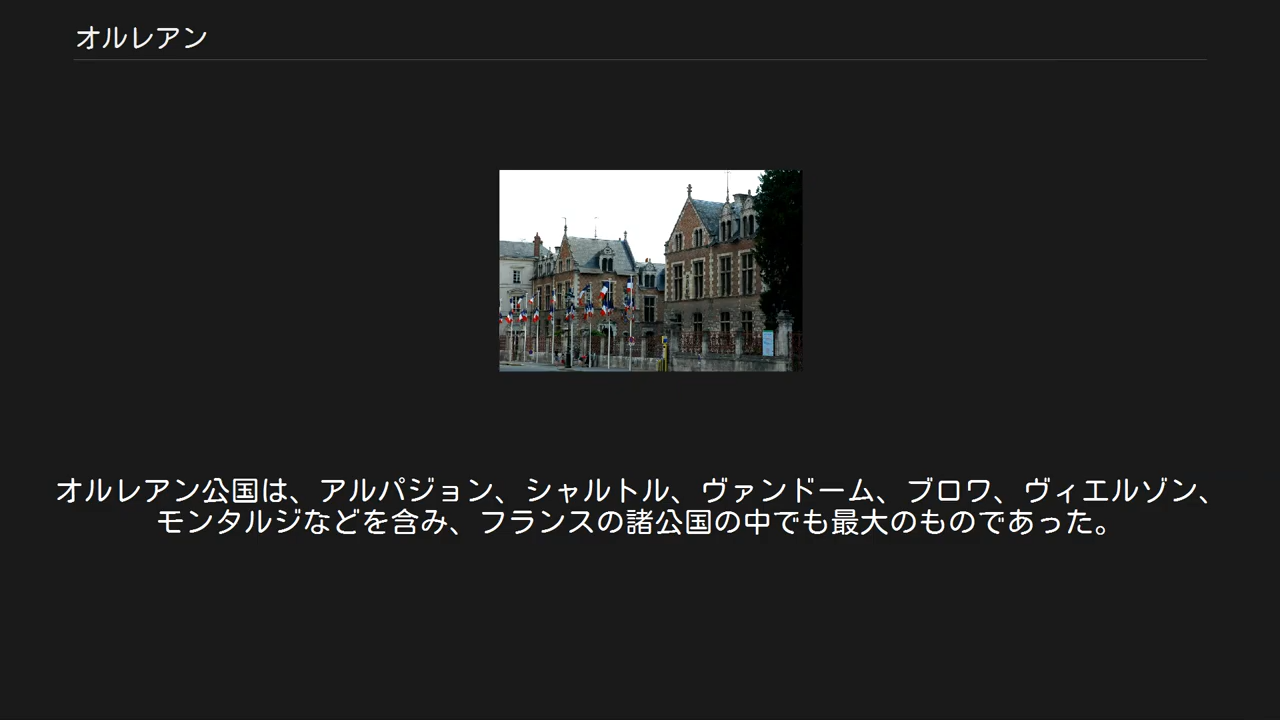 オルレアン
オルレアン公国は、アルパジョン、シャルトル、ヴァンドーム、ブロワ、ヴィエルゾン、
モンタルジなどを含み、フランスの諸公国の中でも最大のものであった。